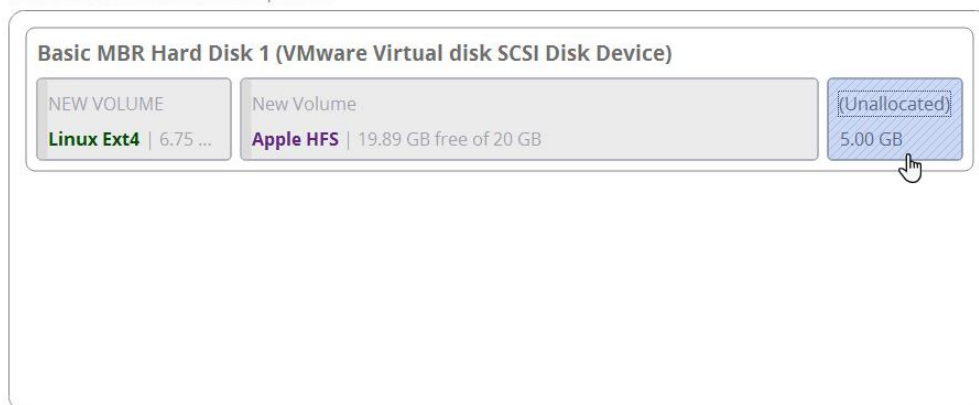 Basic MBR Hard Disk 1 (VMware Virtual disk SCSI Disk Device)
NEW VOLUME
Linux Ext4 | 6.75 ...
New Volume
Apple HFS | 19.89 GB free of 20 GB
(Unallocated)
5.00 GB